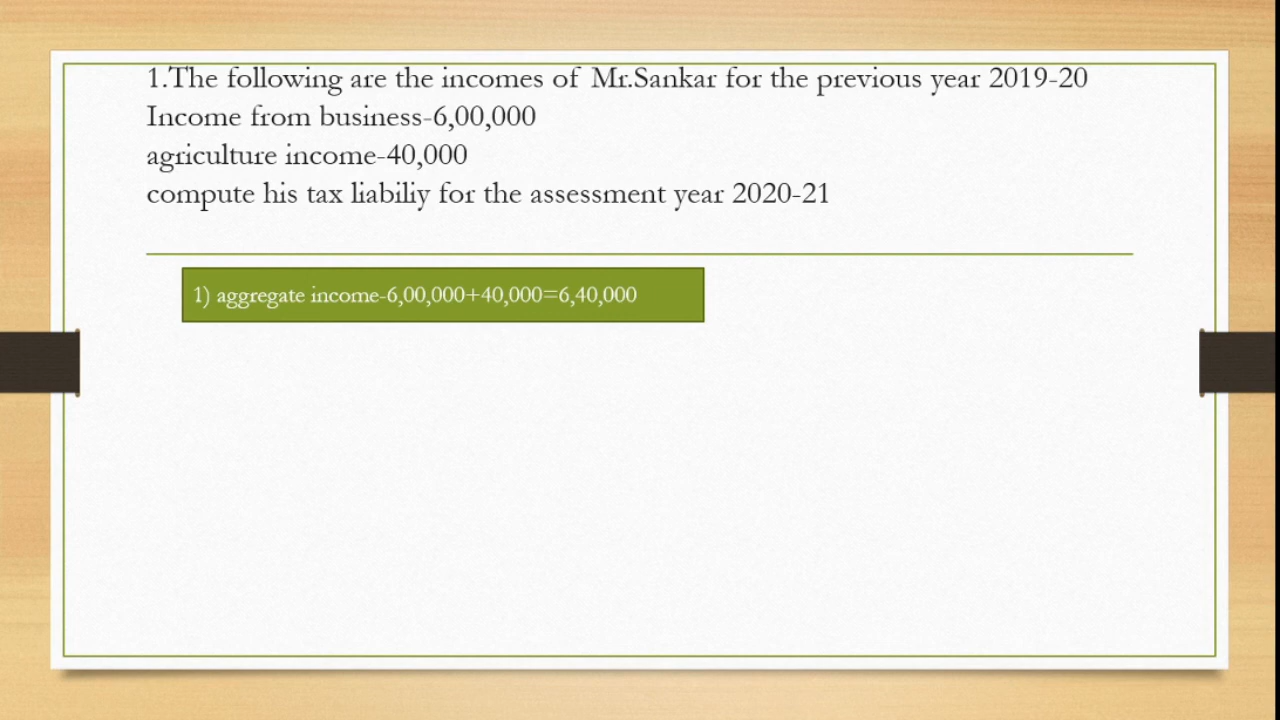 1.The following are the incomes of Mr.Sankar for the previous year 2019-20
Income from business-6,00,000
agriculture income-40,000
compute his tax liabiliy for the assessment year 2020-21
1) aggregate income-6,00,000+40,000=6,40,000